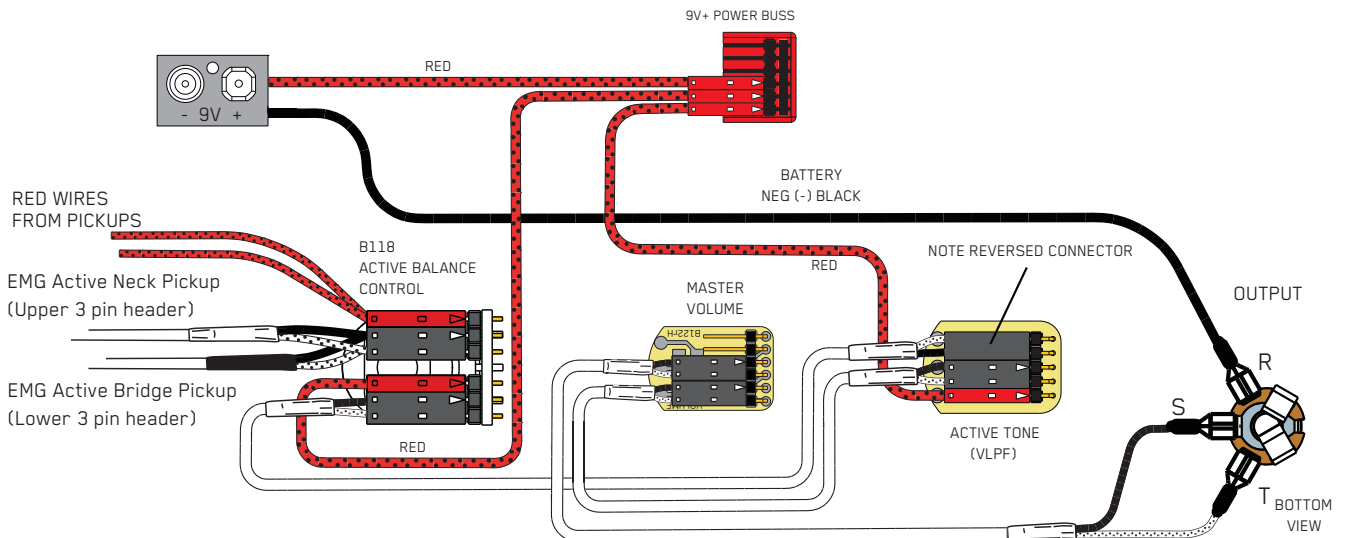 9V+ POWER BUSS
RED
- 9V +
BATTERY
NEG (-) BLACK
RED WIRES
FROM PICKUPS
B118
ACTIVE BALANCE
CONTROL
EMG Active Neck Pickup
(Upper 3 pin header)
EMG Active Bridge Pickup
(Lower 3 pin header)
RED
MASTER
VOLUME
B122rH
VOLUME
RED
NOTE REVERSED CONNECTOR
ACTIVE TONE
(VLPF)
OUTPUT
R
S
T
BOTTOM
VIEW